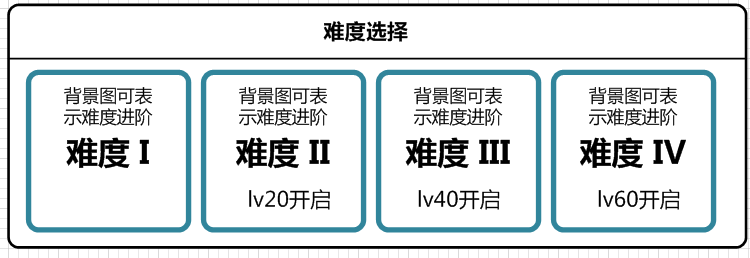 难度选择
背景图可表
示难度进阶
难度 I
背景图可表
示难度进阶
难度 II
lv20开启
背景图可表
示难度进阶
难度 III
lv40开启
背景图可表
示难度进阶
难度 IV
lv60开启